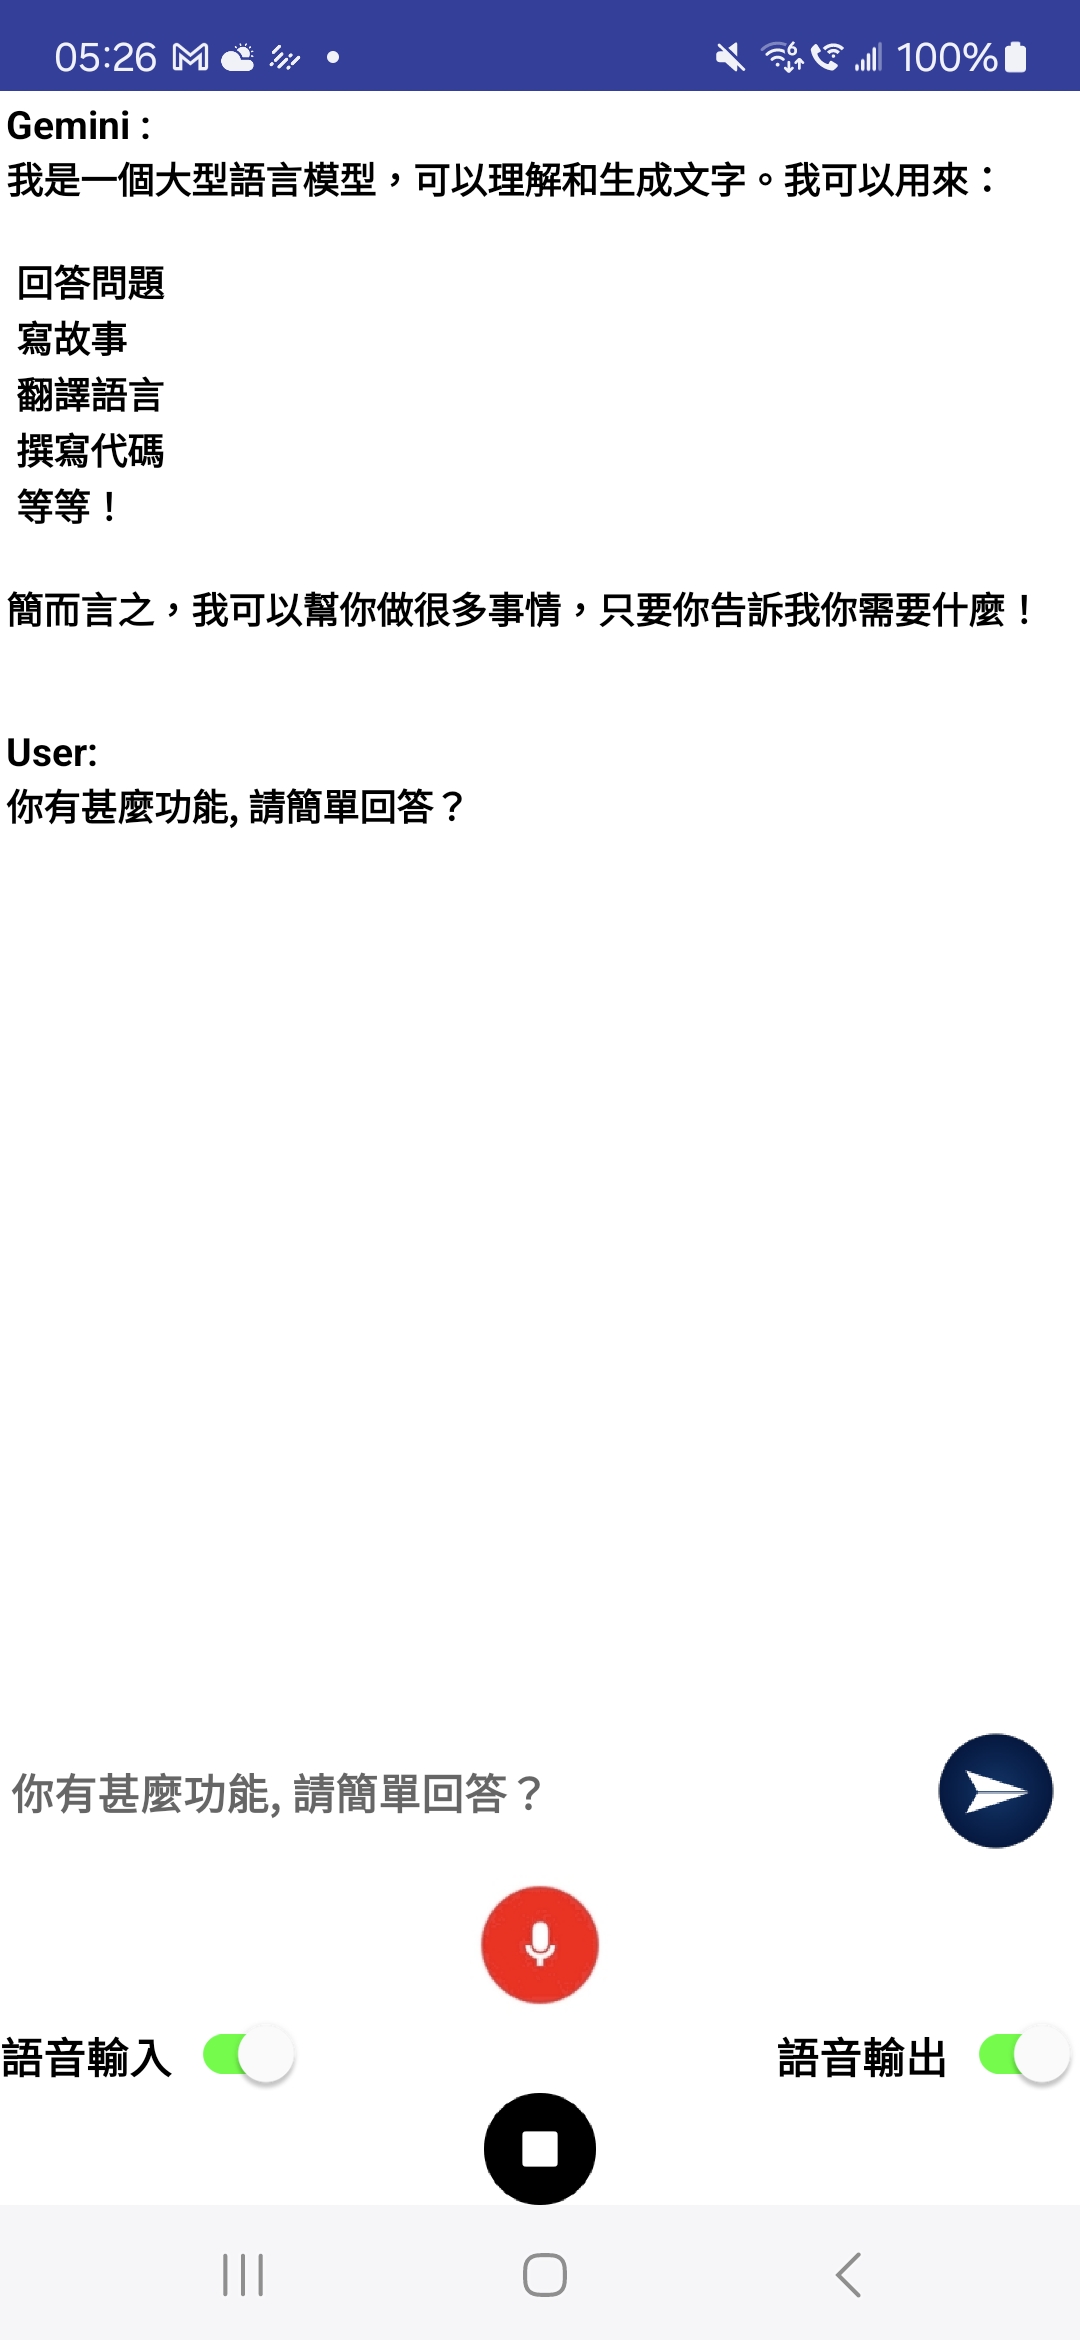 05:26
6
100%
Gemini :
我是一個大型語言模型，可以理解和生成文字。我可以用來：
回答問題
寫故事
翻譯語言
撰寫代碼
等等！
簡而言之，我可以幫你做很多事情，只要你告訴我你需要什麼！
User:
你有甚麼功能, 請簡單回答？
你有甚麼功能, 請簡單回答？
語音輸入
語音輸出